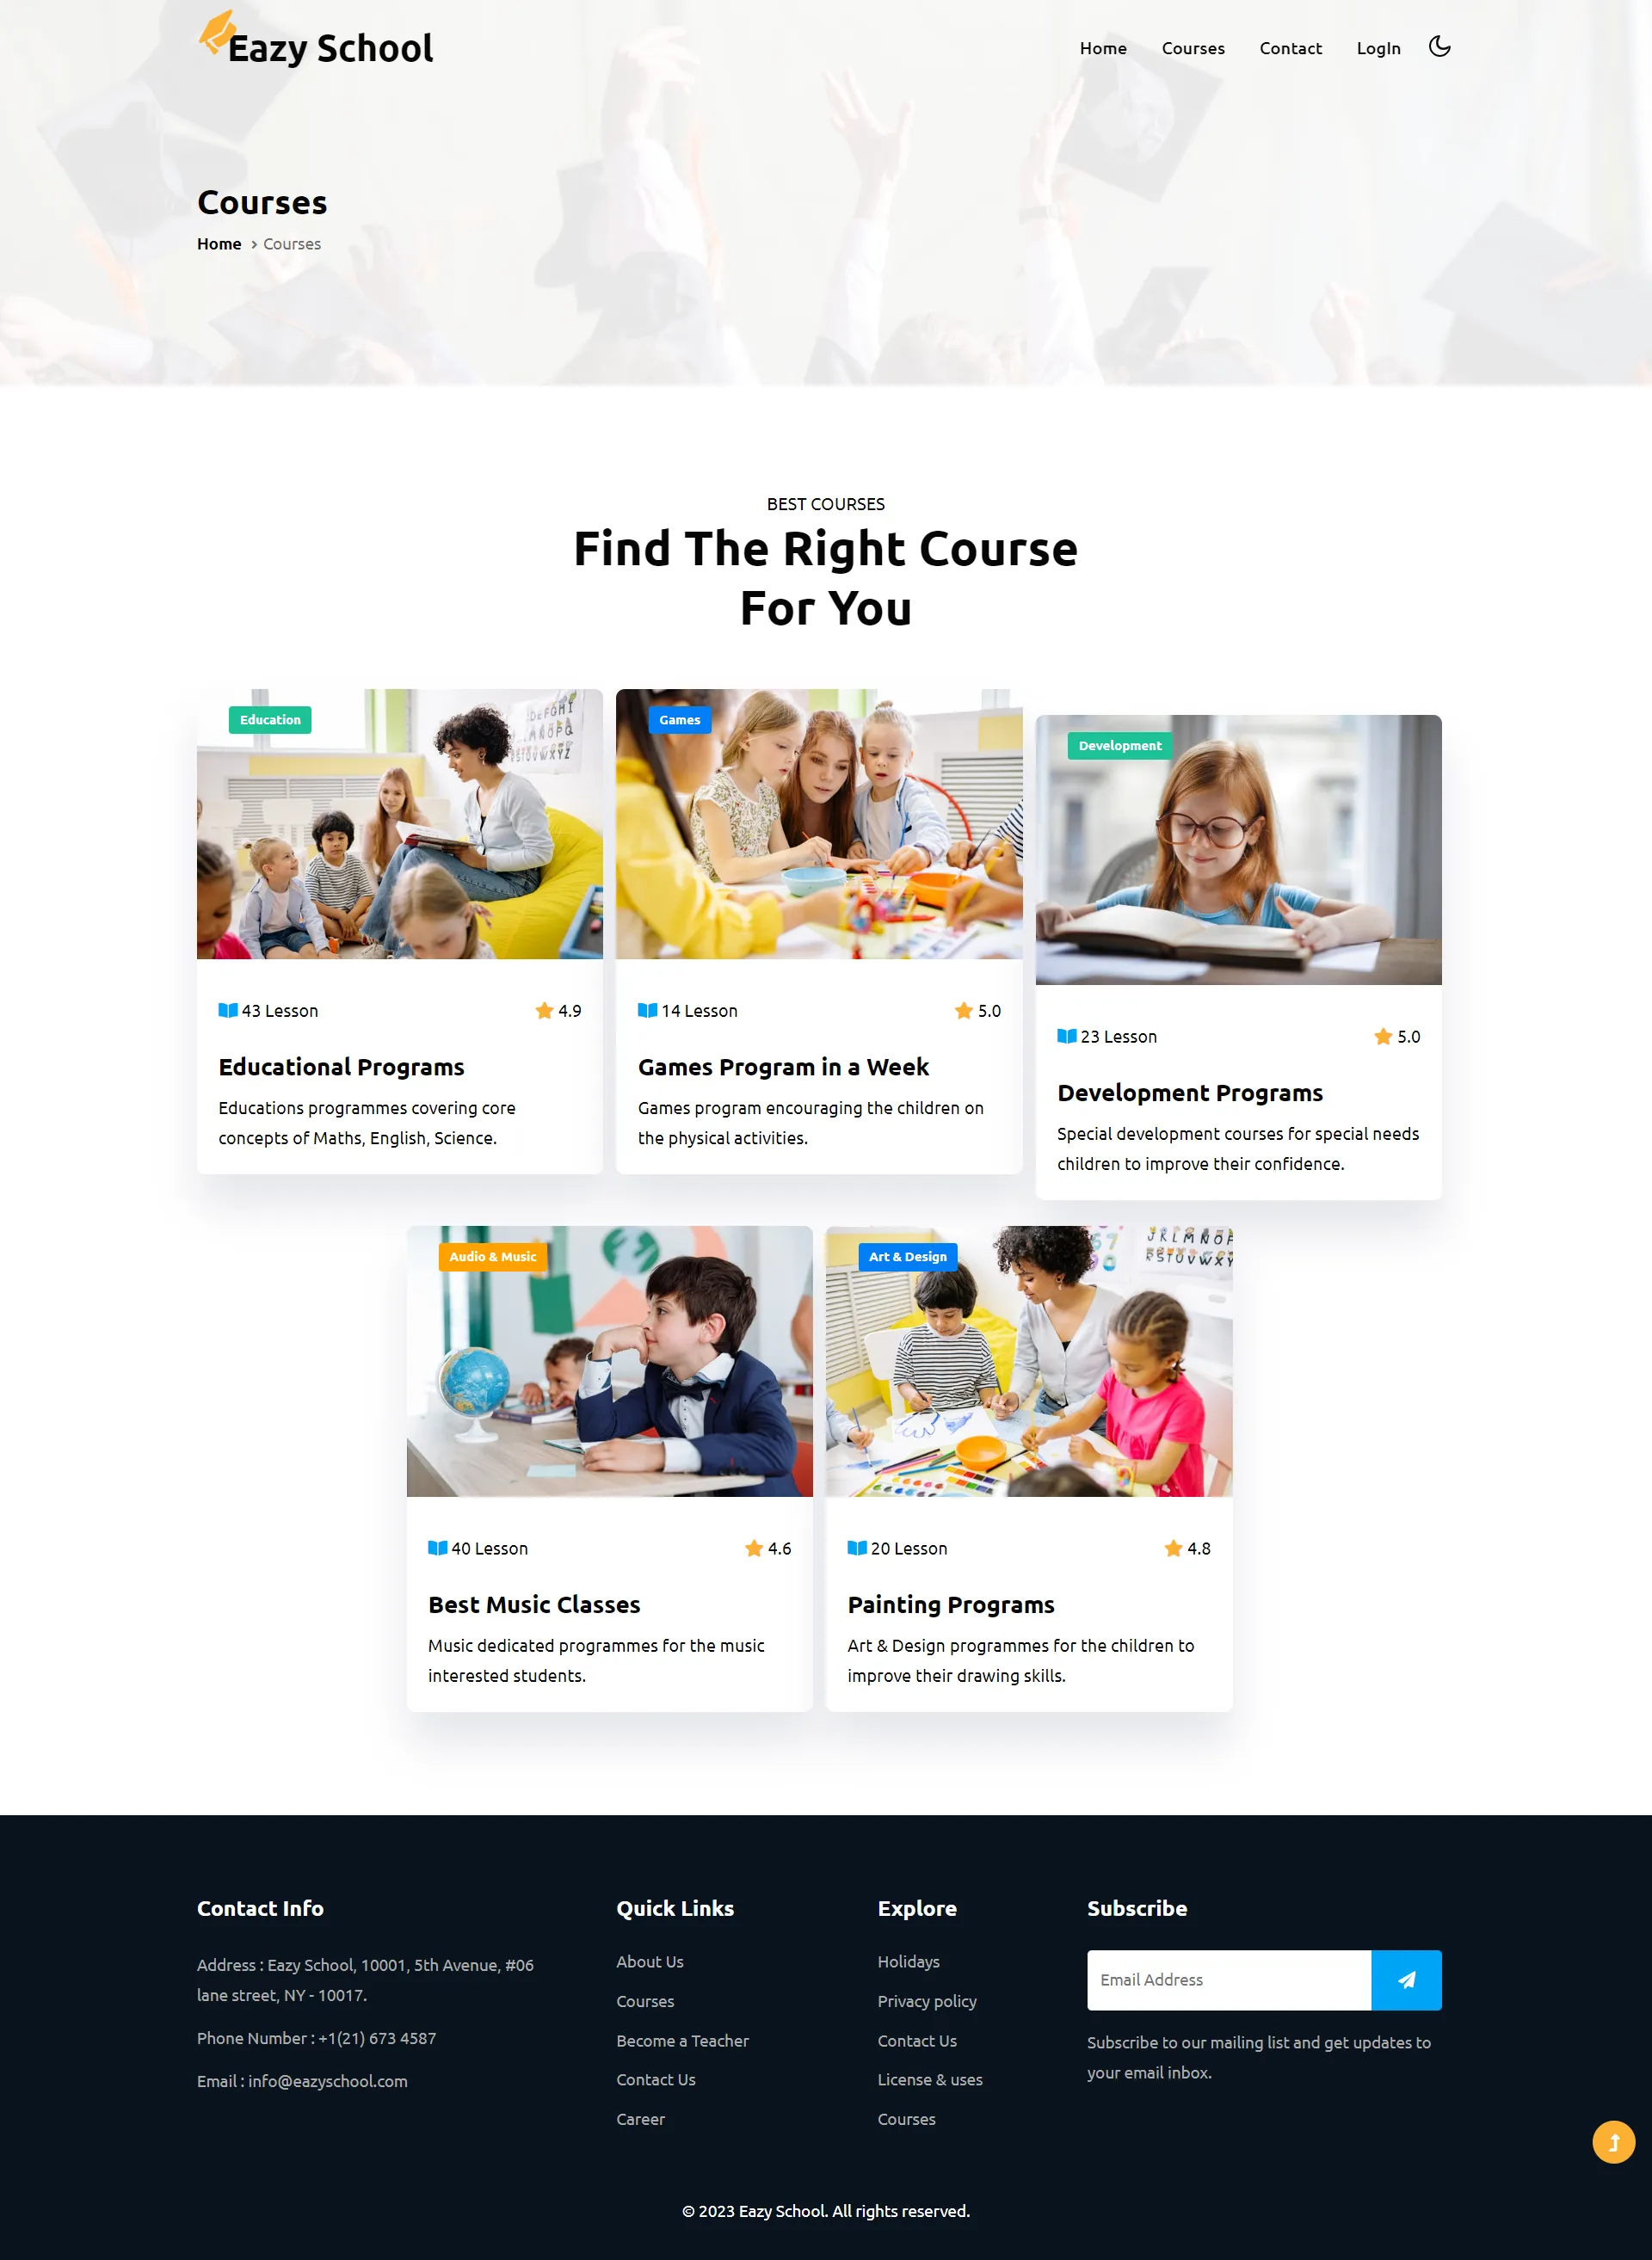 Eazy School
Home
Courses
Contact
LogIn
Courses
Home
Courses
BEST COURSES
Find The Right Course
For You
Education
43 Lesson
4.9
Educational Programs
Educations programmes covering core
concepts of Maths, English, Science.
Games
14 Lesson
5.0
Games Program in a Week
Games program encouraging the children on
the physical activities.
Development
23 Lesson
5.0
Development Programs
Special development courses for special needs
children to improve their confidence.
Audio & Music
40 Lesson
4.6
Best Music Classes
Music dedicated programmes for the music
interested students.
Art & Design
20 Lesson
4.8
Painting Programs
Art & Design programmes for the children to
improve their drawing skills.
Contact Info
Address : Eazy School, 10001, 5th Avenue, #06
lane street, NY - 10017.
Phone Number : +1(21) 673 4587
Email : info@eazyschool.com
Quick Links
About Us
Courses
Become a Teacher
Contact Us
Career
Explore
Holidays
Privacy policy
Contact Us
License & uses
Courses
Subscribe
Email Address
Subscribe to our mailing list and get updates to
your email inbox.
© 2023 Eazy School. All rights reserved.